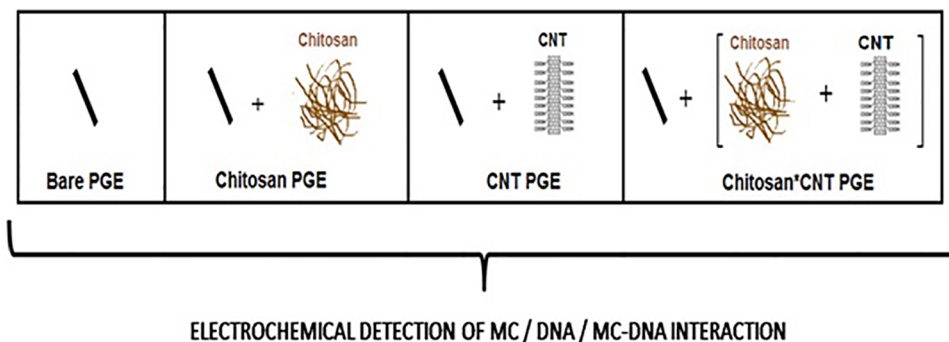 Chitosan
CNT
Chitosan
CNT
+
+
+
+
Bare PGE
Chitosan PGE
CNT PGE
Chitosan*CNT PGE
ELECTROCHEMICAL DETECTION OF MC / DNA / MC-DNA INTERACTION